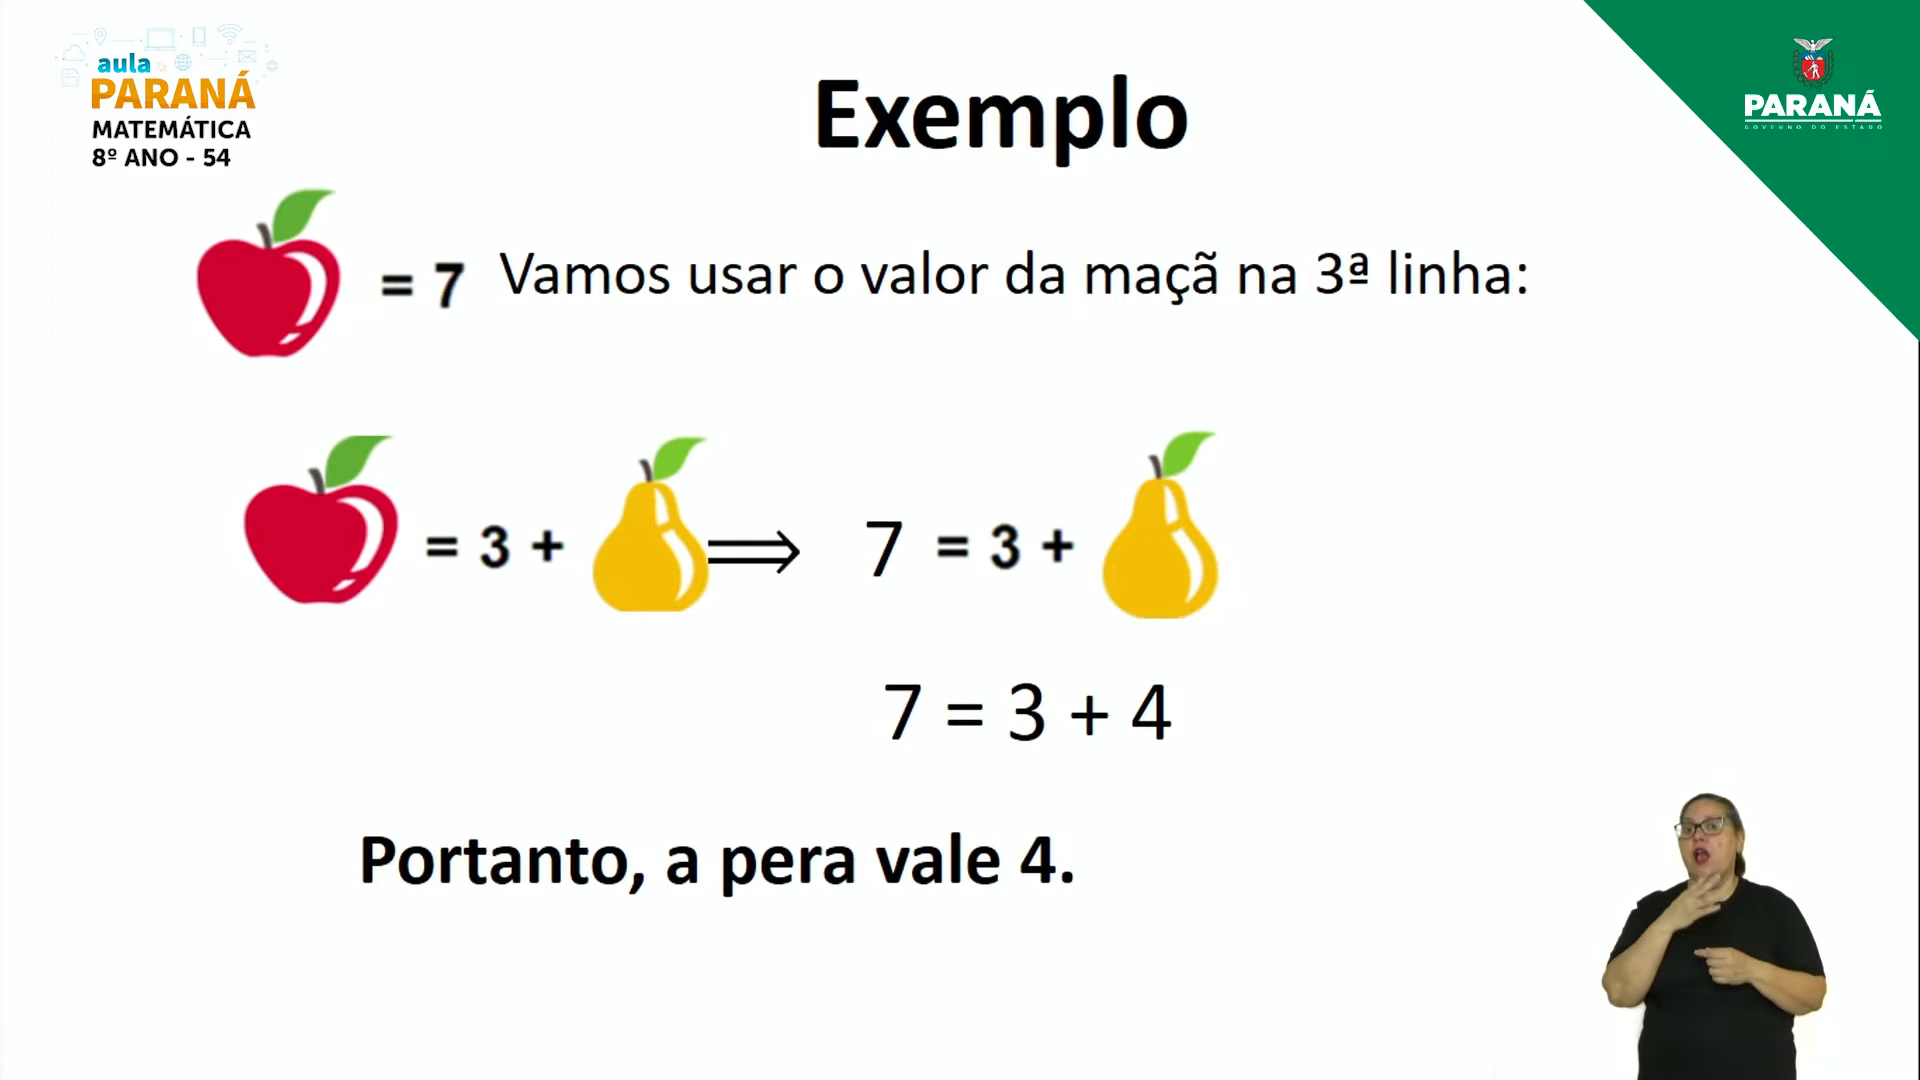 aula
PARANÁ
MATEMÁTICA
8º ANO - 54
PARANÁ
GOVERNO DO ESTADO
Exemplo
= 7 Vamos usar o valor da maçã na 3ª linha:
= 3 + ⟹ 7 = 3 +
7 = 3 + 4
Portanto, a pera vale 4.